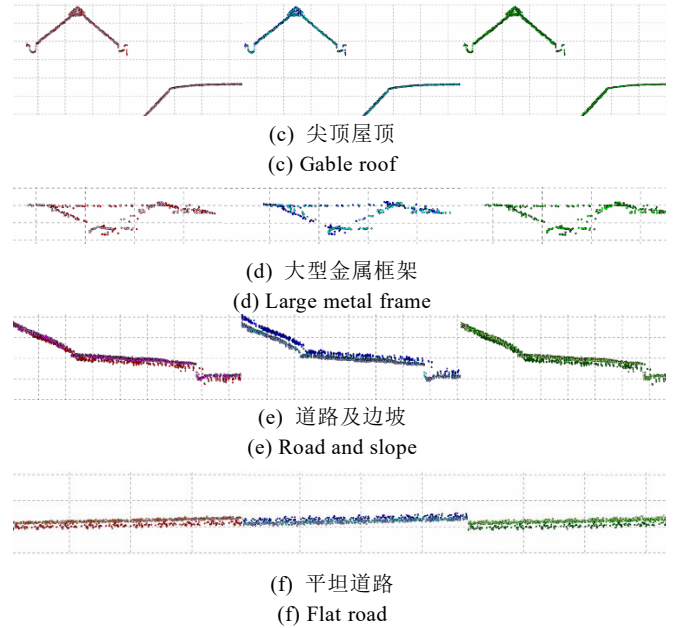 (c) 尖顶屋顶
(c) Gable roof
(d) 大型金属框架
(d) Large metal frame
(e) 道路及边坡
(e) Road and slope
(f) 平坦道路
(f) Flat road